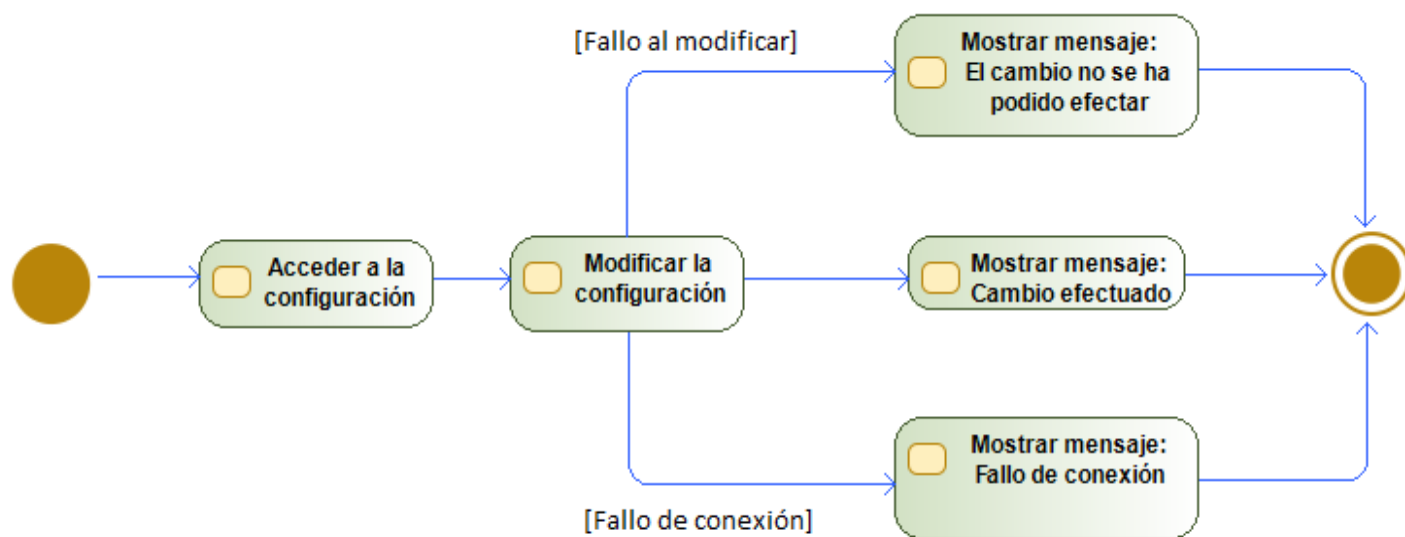 [Fallo al modificar]
Mostrar mensaje:
El cambio no se ha
podido efectar
Acceder a la
configuración
Modificar la
configuración
Mostrar mensaje:
Cambio efectuado
Mostrar mensaje:
Fallo de conexión
[Fallo de conexión]